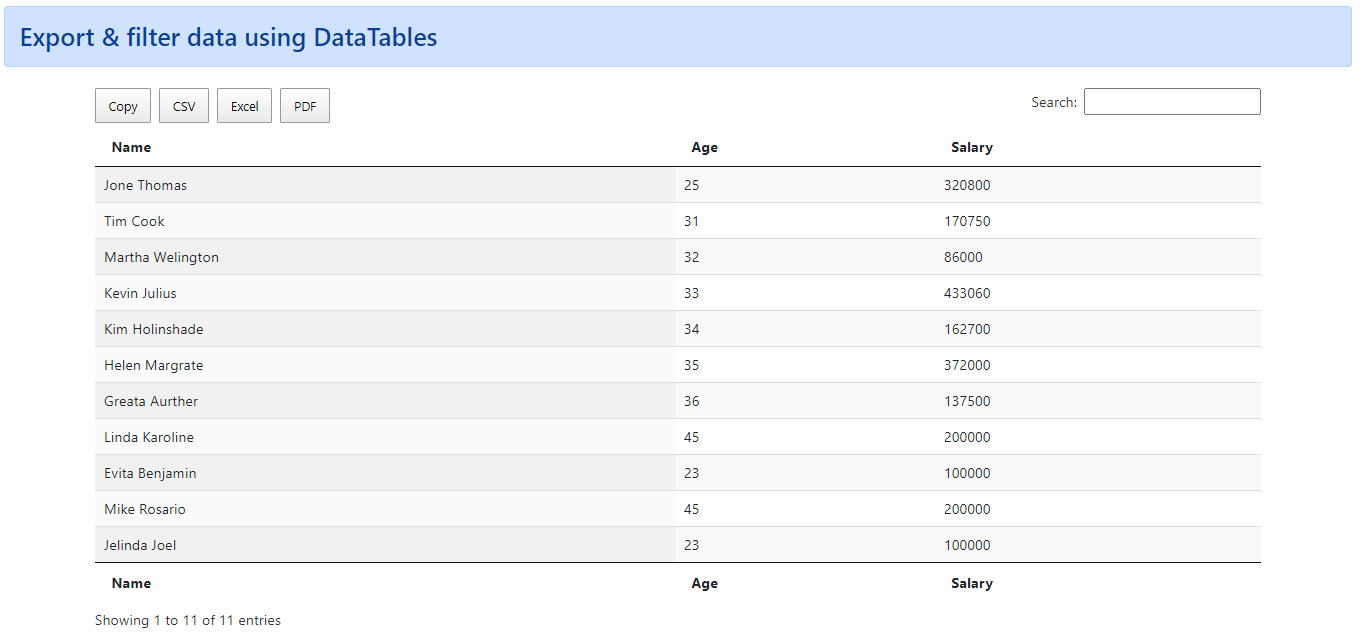 Export & filter data using DataTables
Copy CSV Excel PDF Search:
Name Age Salary
Jone Thomas 25 320800
Tim Cook 31 170750
Martha Welington 32 86000
Kevin Julius 33 433060
Kim Holinshade 34 162700
Helen Margrate 35 372000
Greata Aurther 36 137500
Linda Karoline 45 200000
Evita Benjamin 23 100000
Mike Rosario 45 200000
Jelinda Joel 23 100000
Name Age Salary
Showing 1 to 11 of 11 entries